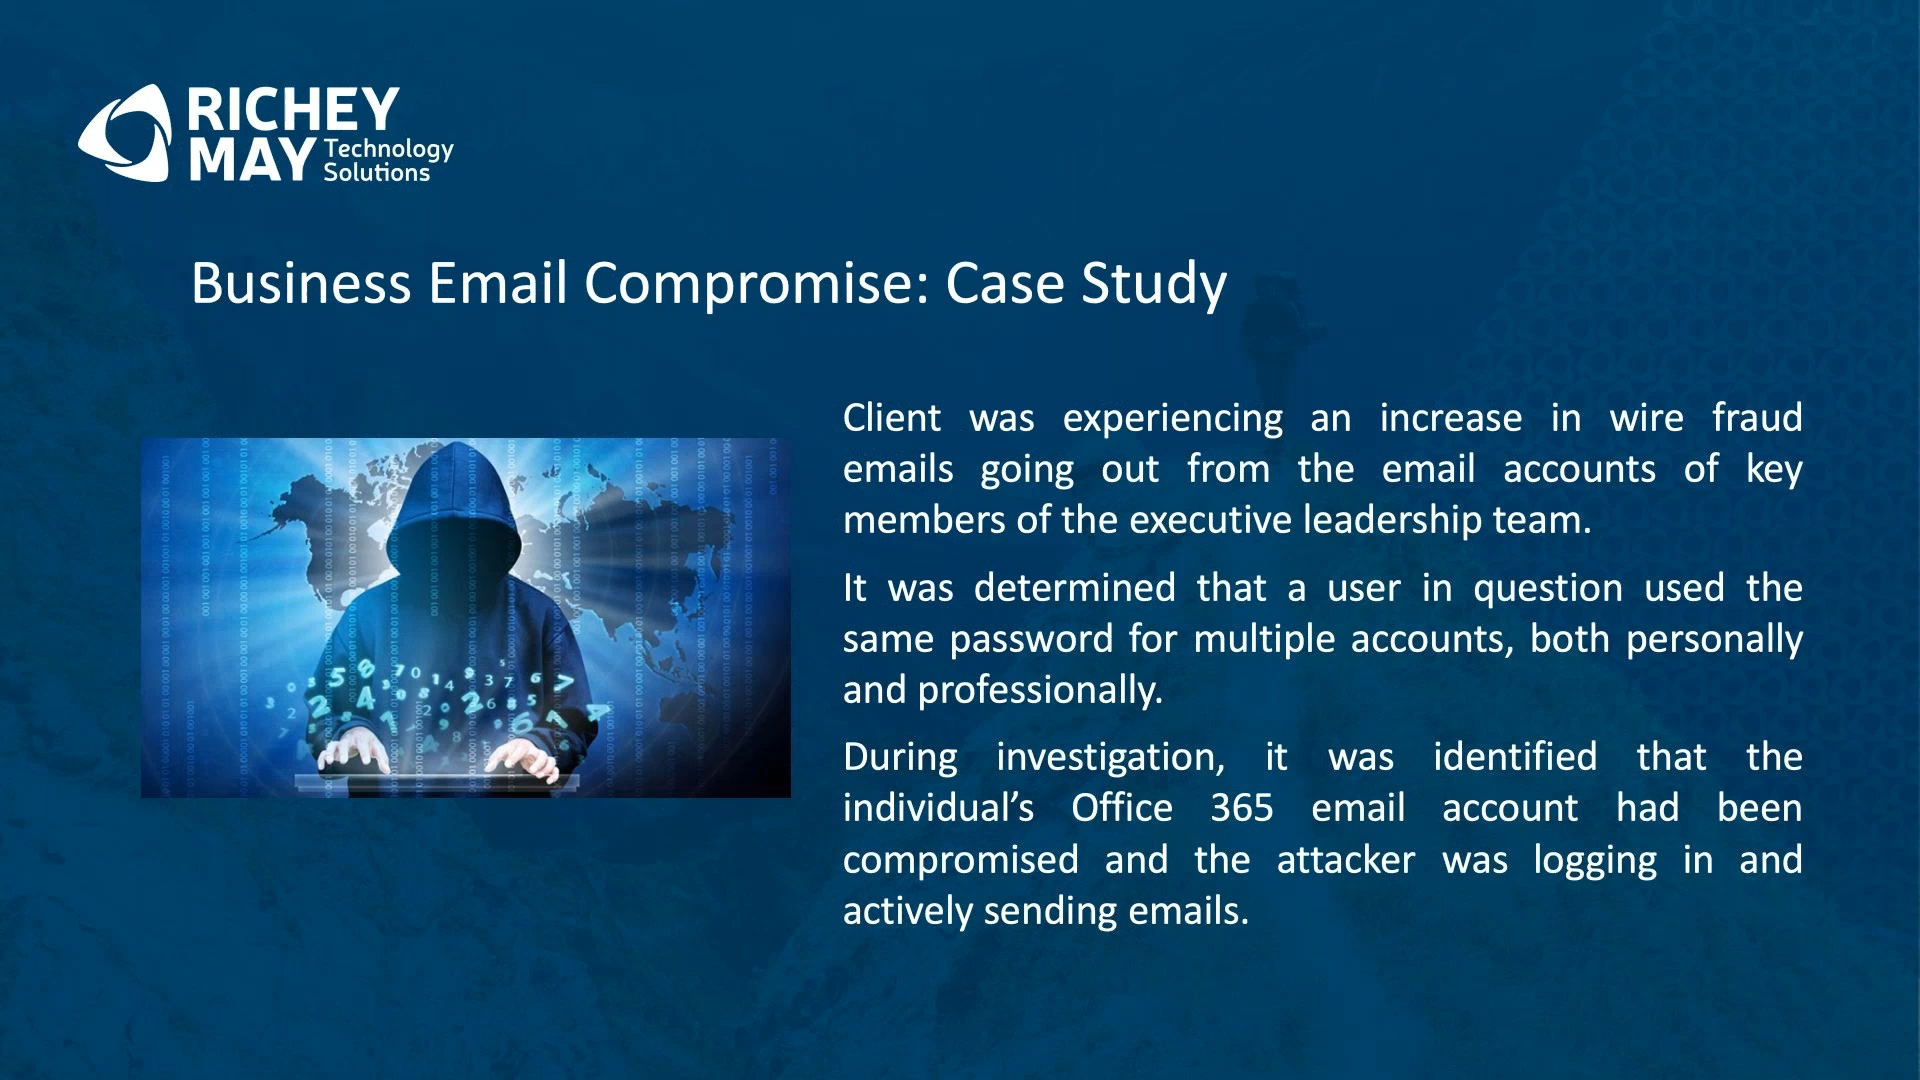 RICHEY
MAY Technology
Solutions
Business Email Compromise: Case Study
Client was experiencing an increase in wire fraud
emails going out from the email accounts of key
members of the executive leadership team.
It was determined that a user in question used the
same password for multiple accounts, both personally
and professionally.
During investigation, it was identified that the
individual’s Office 365 email account had been
compromised and the attacker was logging in and
actively sending emails.